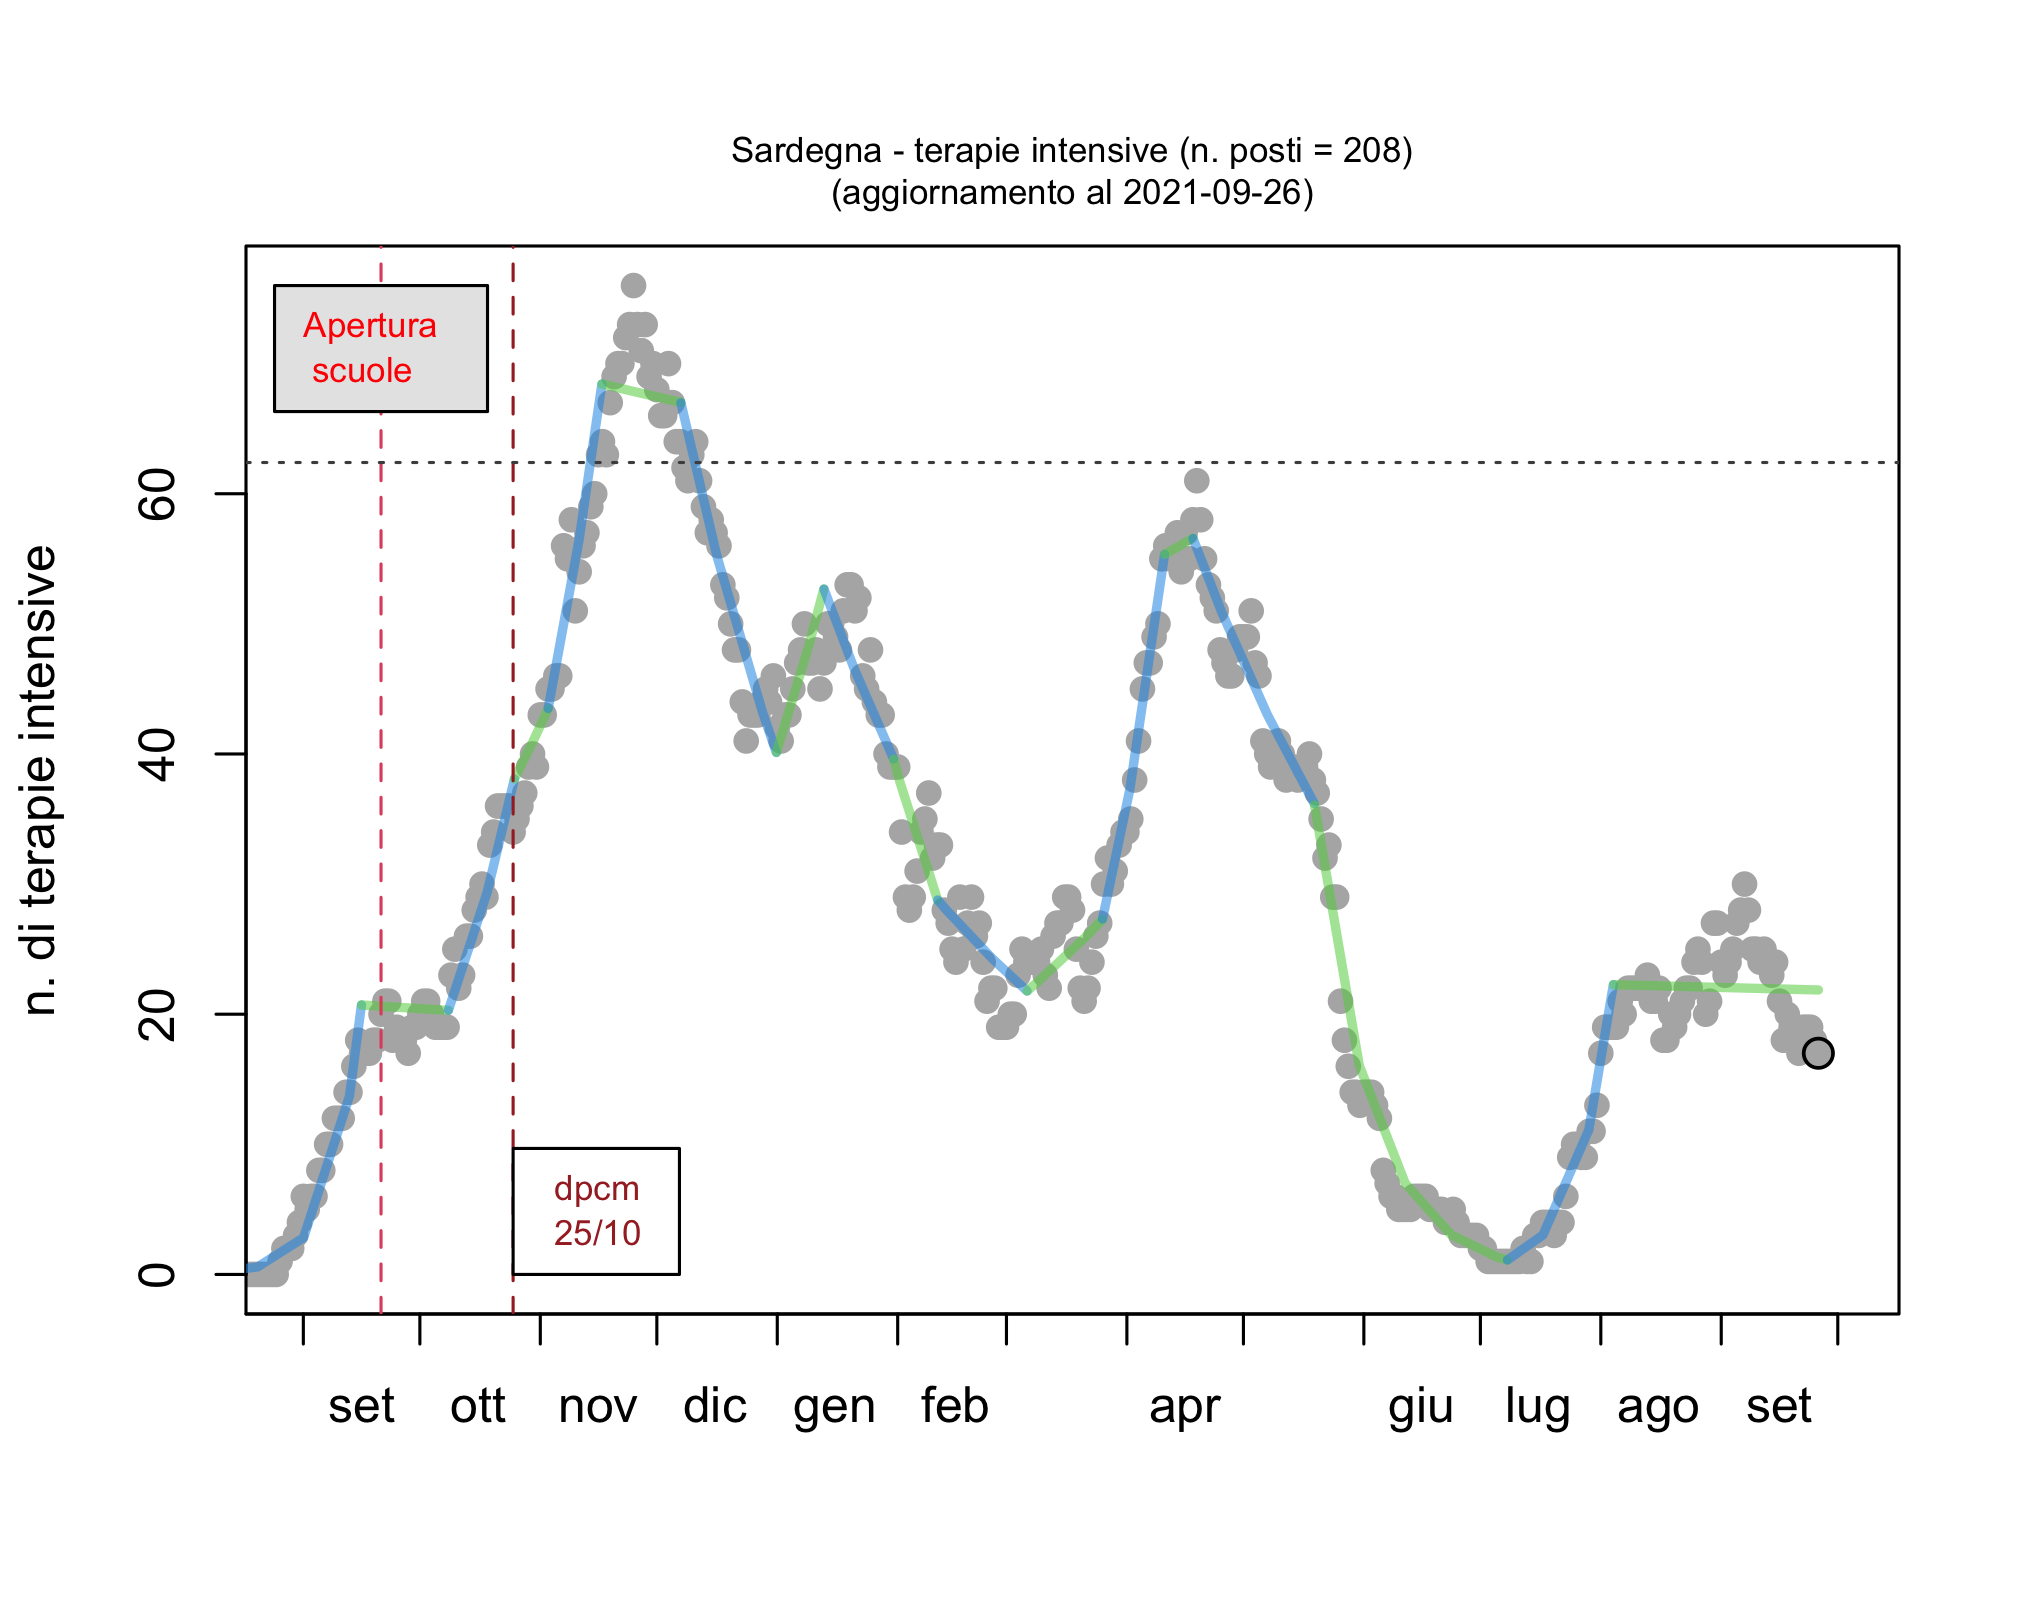 Sardegna - terapie intensive (n. posti = 208)
(aggiornamento al 2021-09-26)
Apertura
scuole
dpcm
25/10
n. di terapie intensive
60
40
20
0
set ott nov dic gen feb apr giu lug ago set